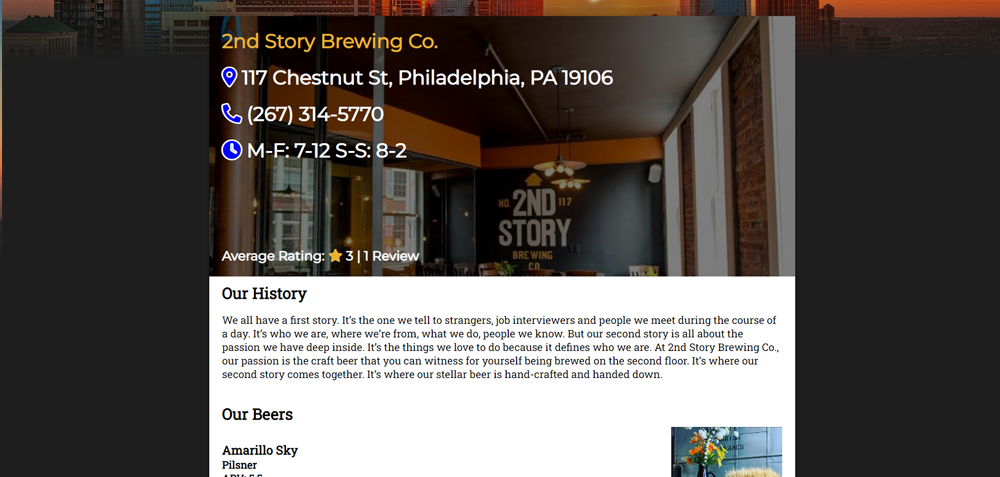 2nd Story Brewing Co.
117 Chestnut St, Philadelphia, PA 19106
(267) 314-5770
M-F: 7-12 S-S: 8-2
NO. 2ND 117
STORY
BREWING
CO.
Average Rating: 3 | 1 Review
Our History
We all have a first story. It's the one we tell to strangers, job interviewers and people we meet during the course of
a day. It's who we are, where we're from, what we do, people we know. But our second story is all about the
passion we have deep inside. It's the things we love to do because it defines who we are. At 2nd Story Brewing Co.,
our passion is the craft beer that you can witness for yourself being brewed on the second floor. It's where our
second story comes together. It's where our stellar beer is hand-crafted and handed down.
Our Beers
Amarillo Sky
Pilsner
ABV: 5.5